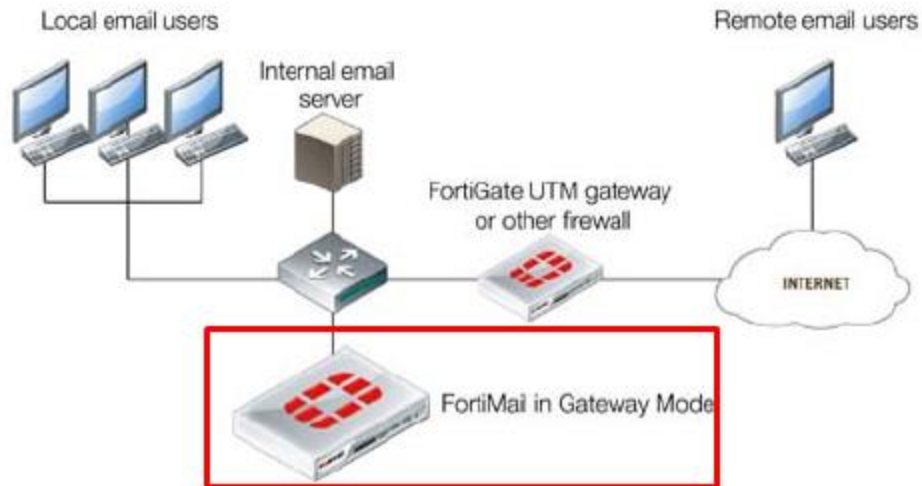 Local email users
Remote email users
Internal email
server
FortiGate UTM gateway
or other firewall
INTERNET
FortiMail in Gateway Mode